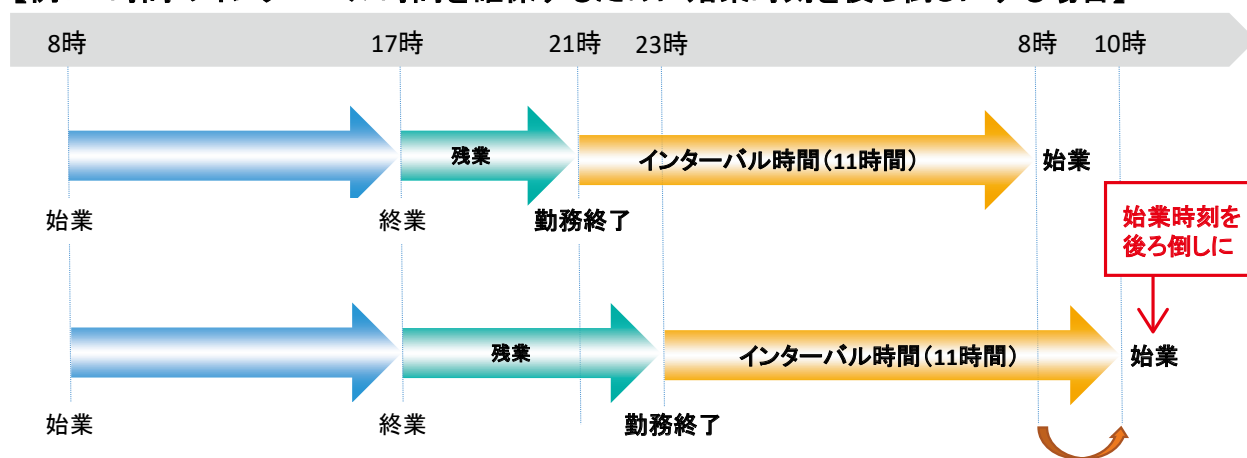 8時 17時 21時 23時 8時 10時
残業
インターバル時間(11時間)
始業
始業
終業
勤務終了
始業時刻を
後ろ倒しに
残業
インターバル時間(11時間)
始業
始業
終業
勤務終了